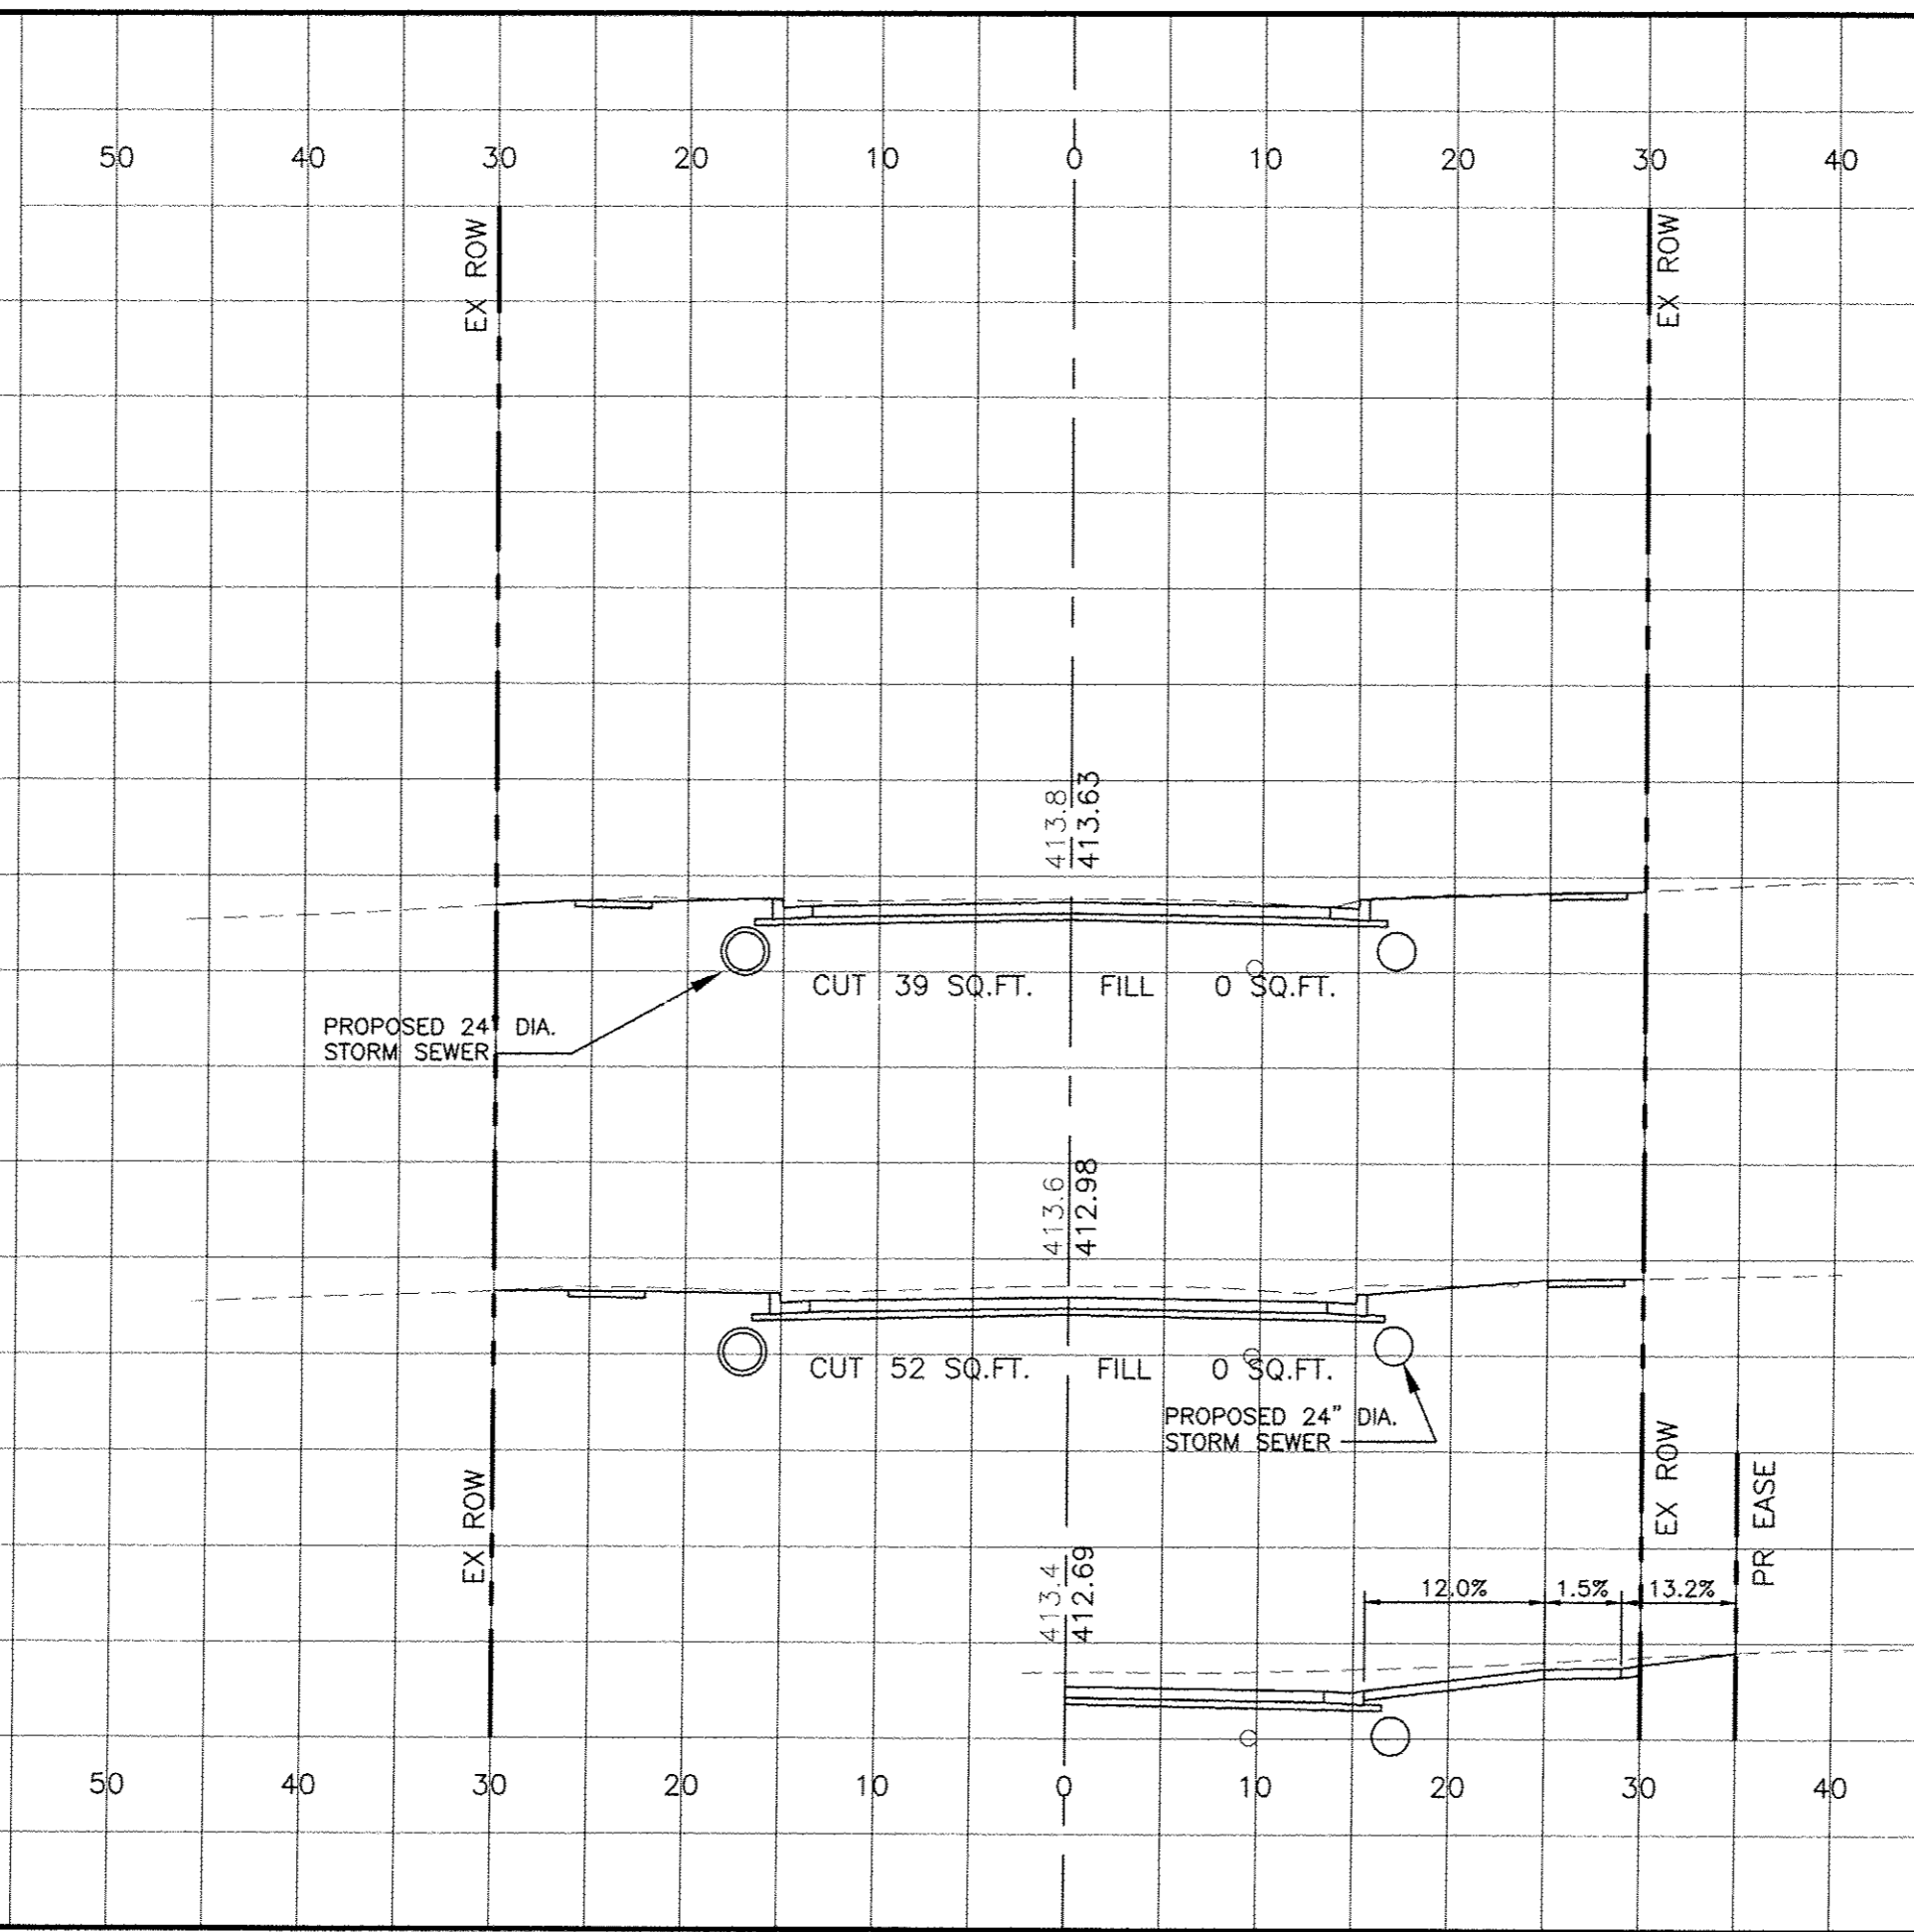 50 40 30 20 10 0 10 20 30 40
EX ROW
EX ROW
413.8
413.63
CUT 39 SQ.FT. FILL 0 SQ.FT.
PROPOSED 24" DIA.
STORM SEWER
413.6
412.98
CUT 52 SQ.FT. FILL 0 SQ.FT.
PROPOSED 24" DIA.
STORM SEWER
EX ROW
EX ROW
PR EASE
413.4
412.69
12.0% 1.5% 13.2%
50 40 30 20 10 0 10 20 30 40